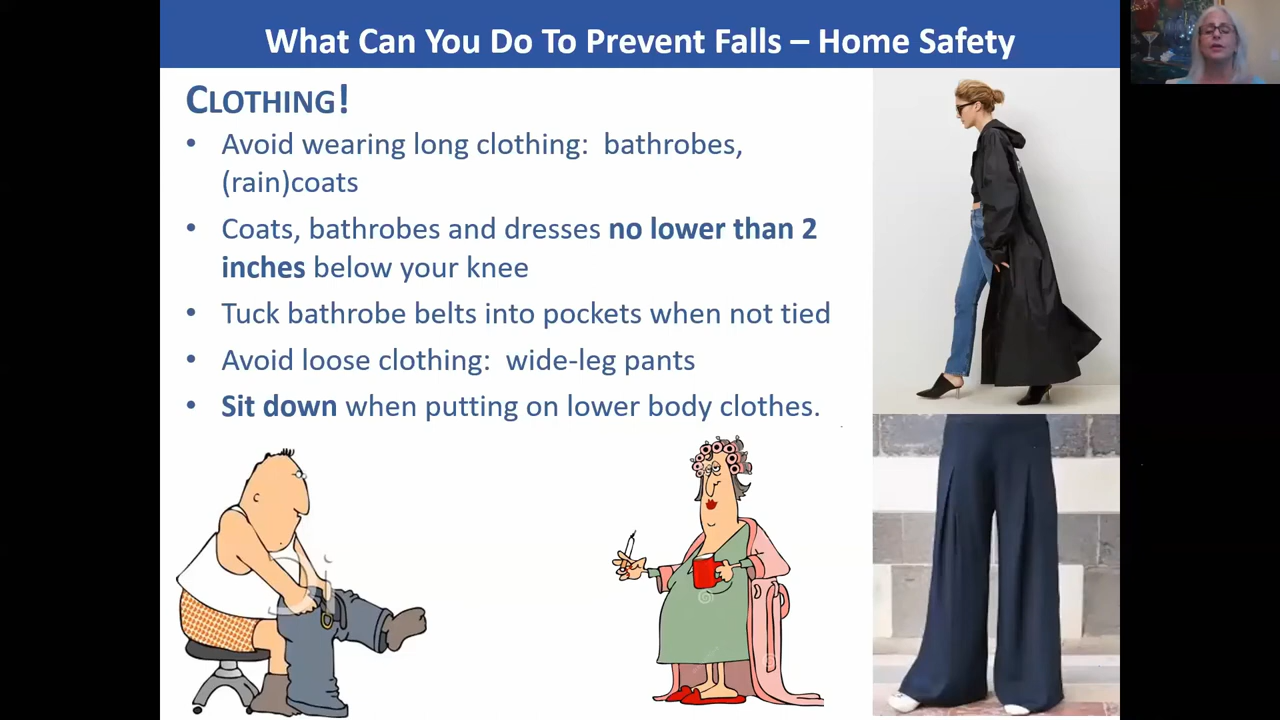 What Can You Do To Prevent Falls – Home Safety
CLOTHING!
• Avoid wearing long clothing:  bathrobes,
(rain)coats
• Coats, bathrobes and dresses no lower than 2
inches below your knee
• Tuck bathrobe belts into pockets when not tied
• Avoid loose clothing:  wide-leg pants
• Sit down when putting on lower body clothes.